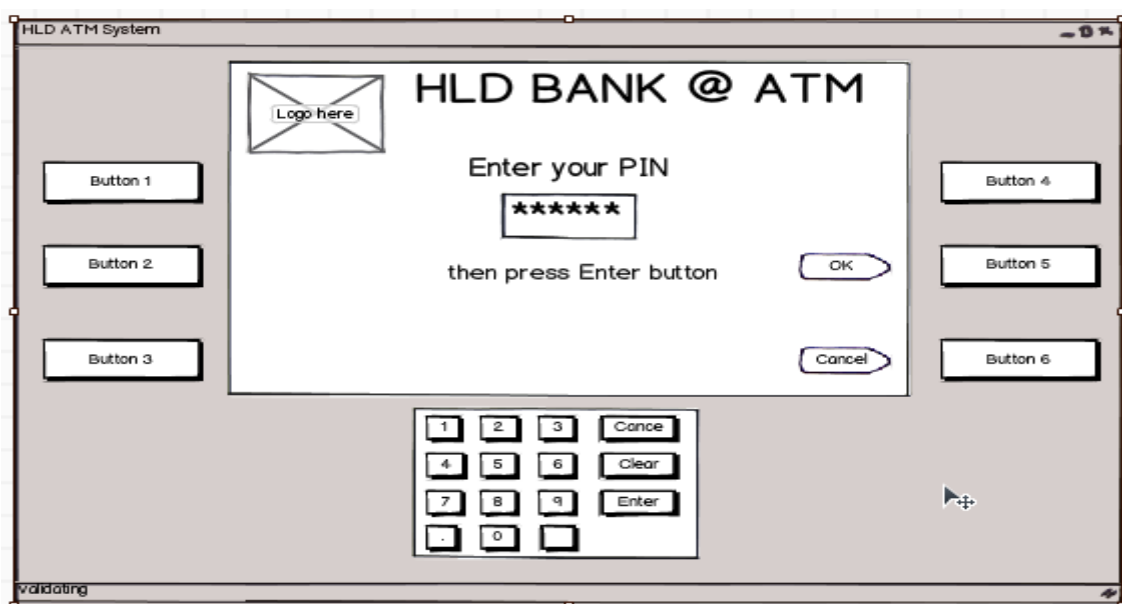 HLD ATM System
HLD BANK @ ATM
Logo here
Enter your PIN
******
then press Enter button
Button 1
Button 2
Button 3
Button 4
Button 5
Button 6
OK
Cancel
1 2 3 Cance
4 5 6 Clear
7 8 9 Enter
. 0
validating